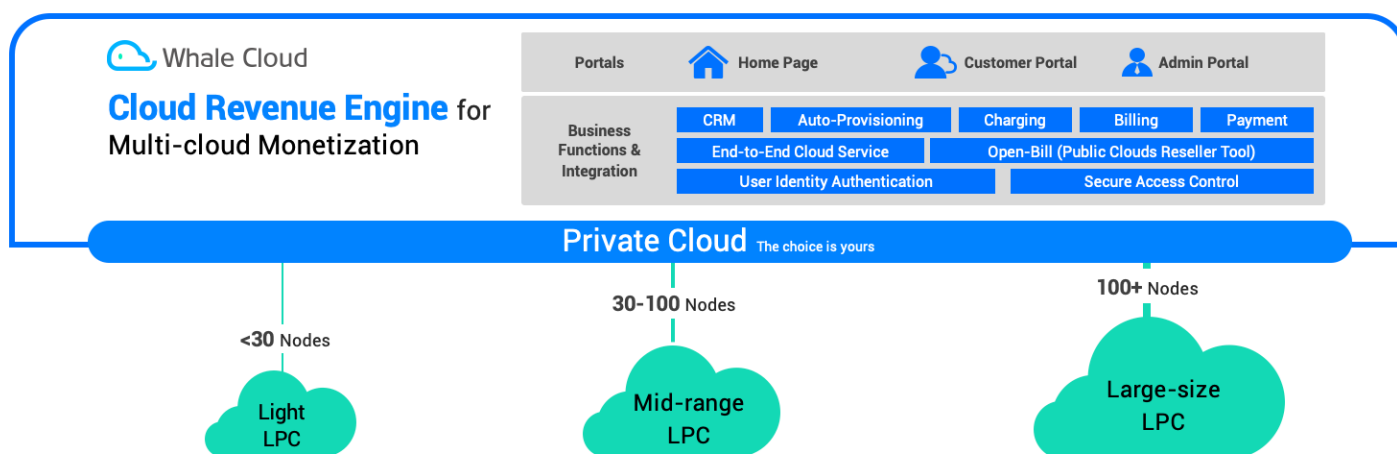 Whale Cloud
Cloud Revenue Engine for
Multi-cloud Monetization
Portals
Home Page
Customer Portal
Admin Portal
Business
Functions &
Integration
CRM
Auto-Provisioning
Charging
Billing
Payment
End-to-End Cloud Service
Open-Bill (Public Clouds Reseller Tool)
User Identity Authentication
Secure Access Control
Private Cloud The choice is yours
<30 Nodes
30-100 Nodes
100+ Nodes
Light
LPC
Mid-range
LPC
Large-size
LPC